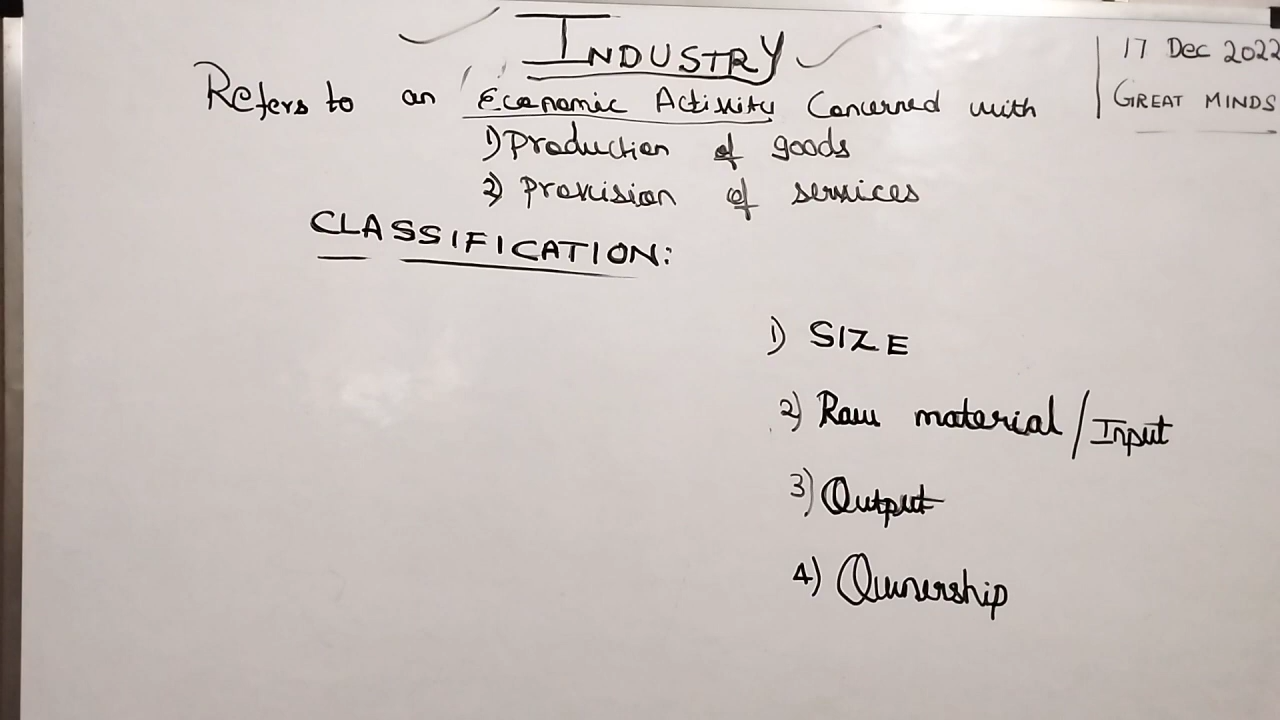 INDUSTRY
17 Dec 2022
GREAT MINDS
Refers to an Economic Activity Concerned with
1) Production of goods
2) Provision of services
CLASSIFICATION:
1) SIZE
2) Raw material / Input
3) Output
4) Ownership